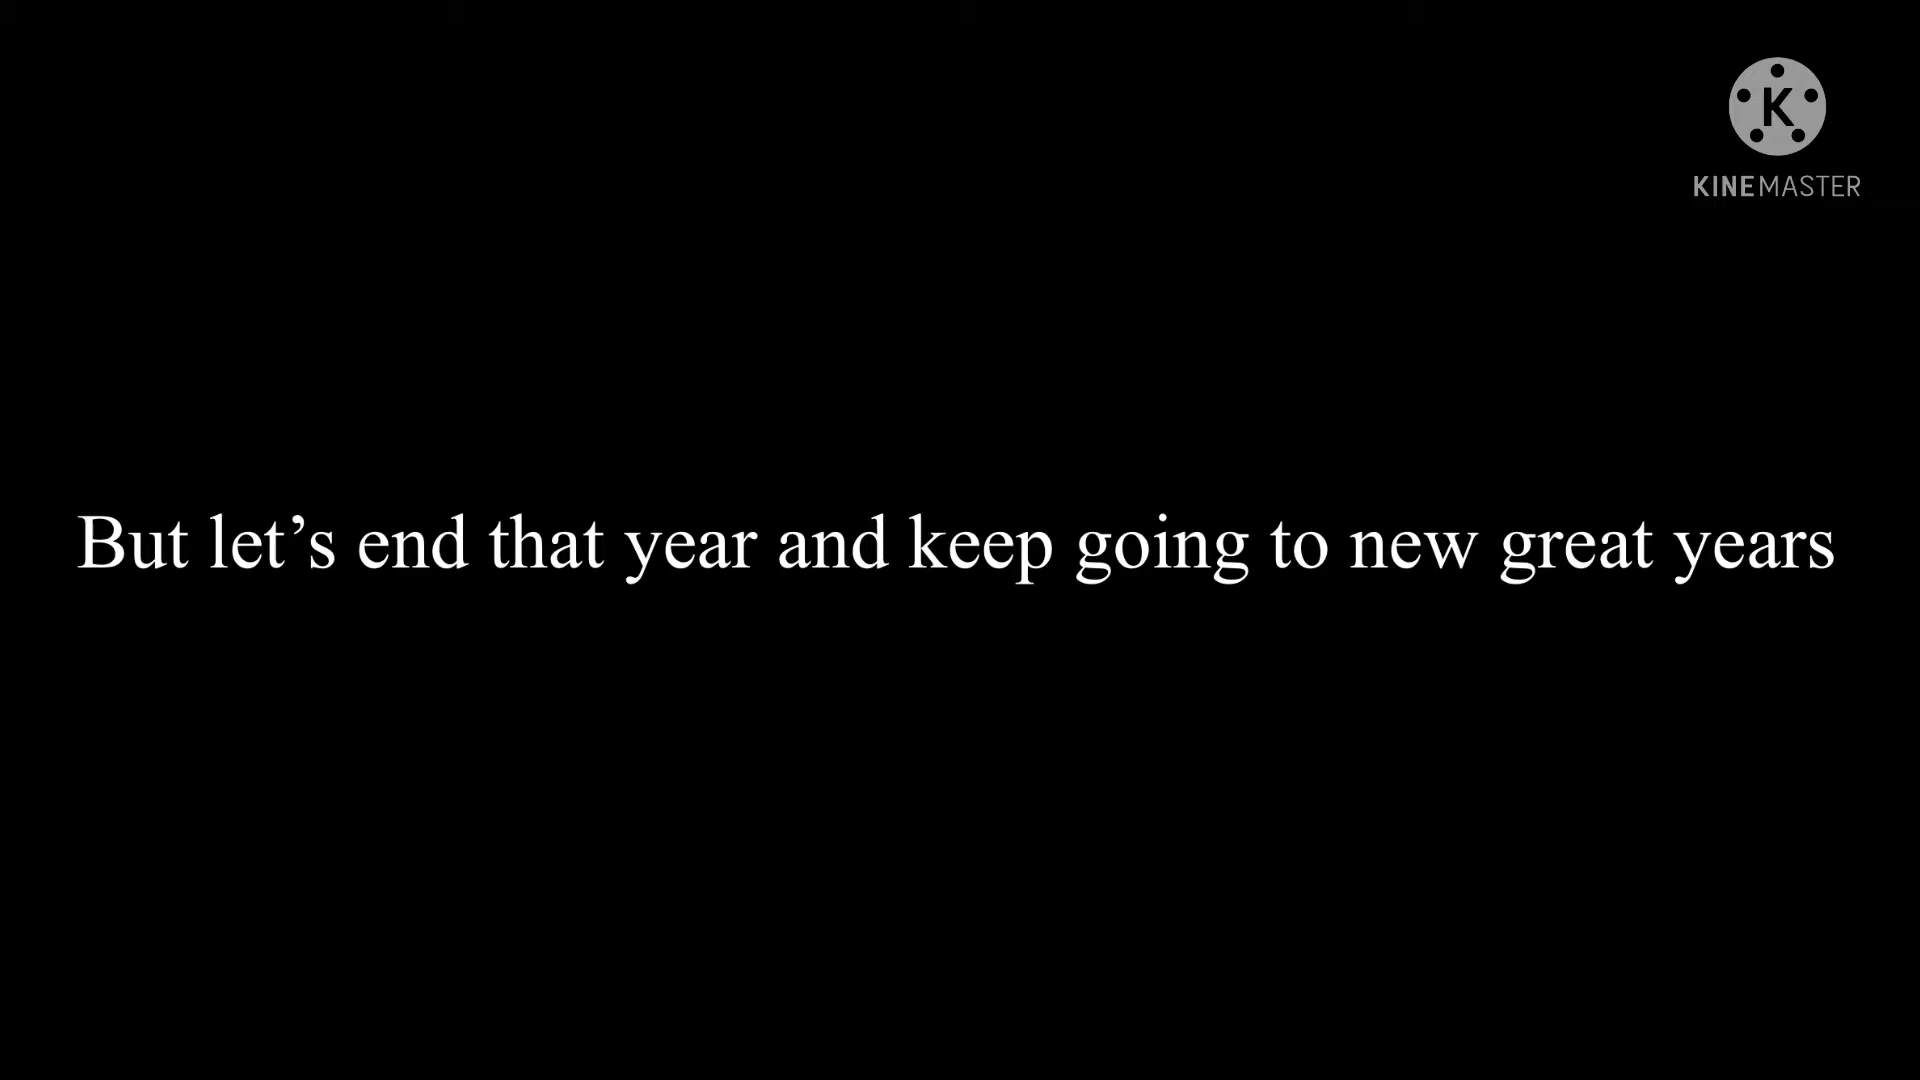 K
KINEMASTER
But let’s end that year and keep going to new great years